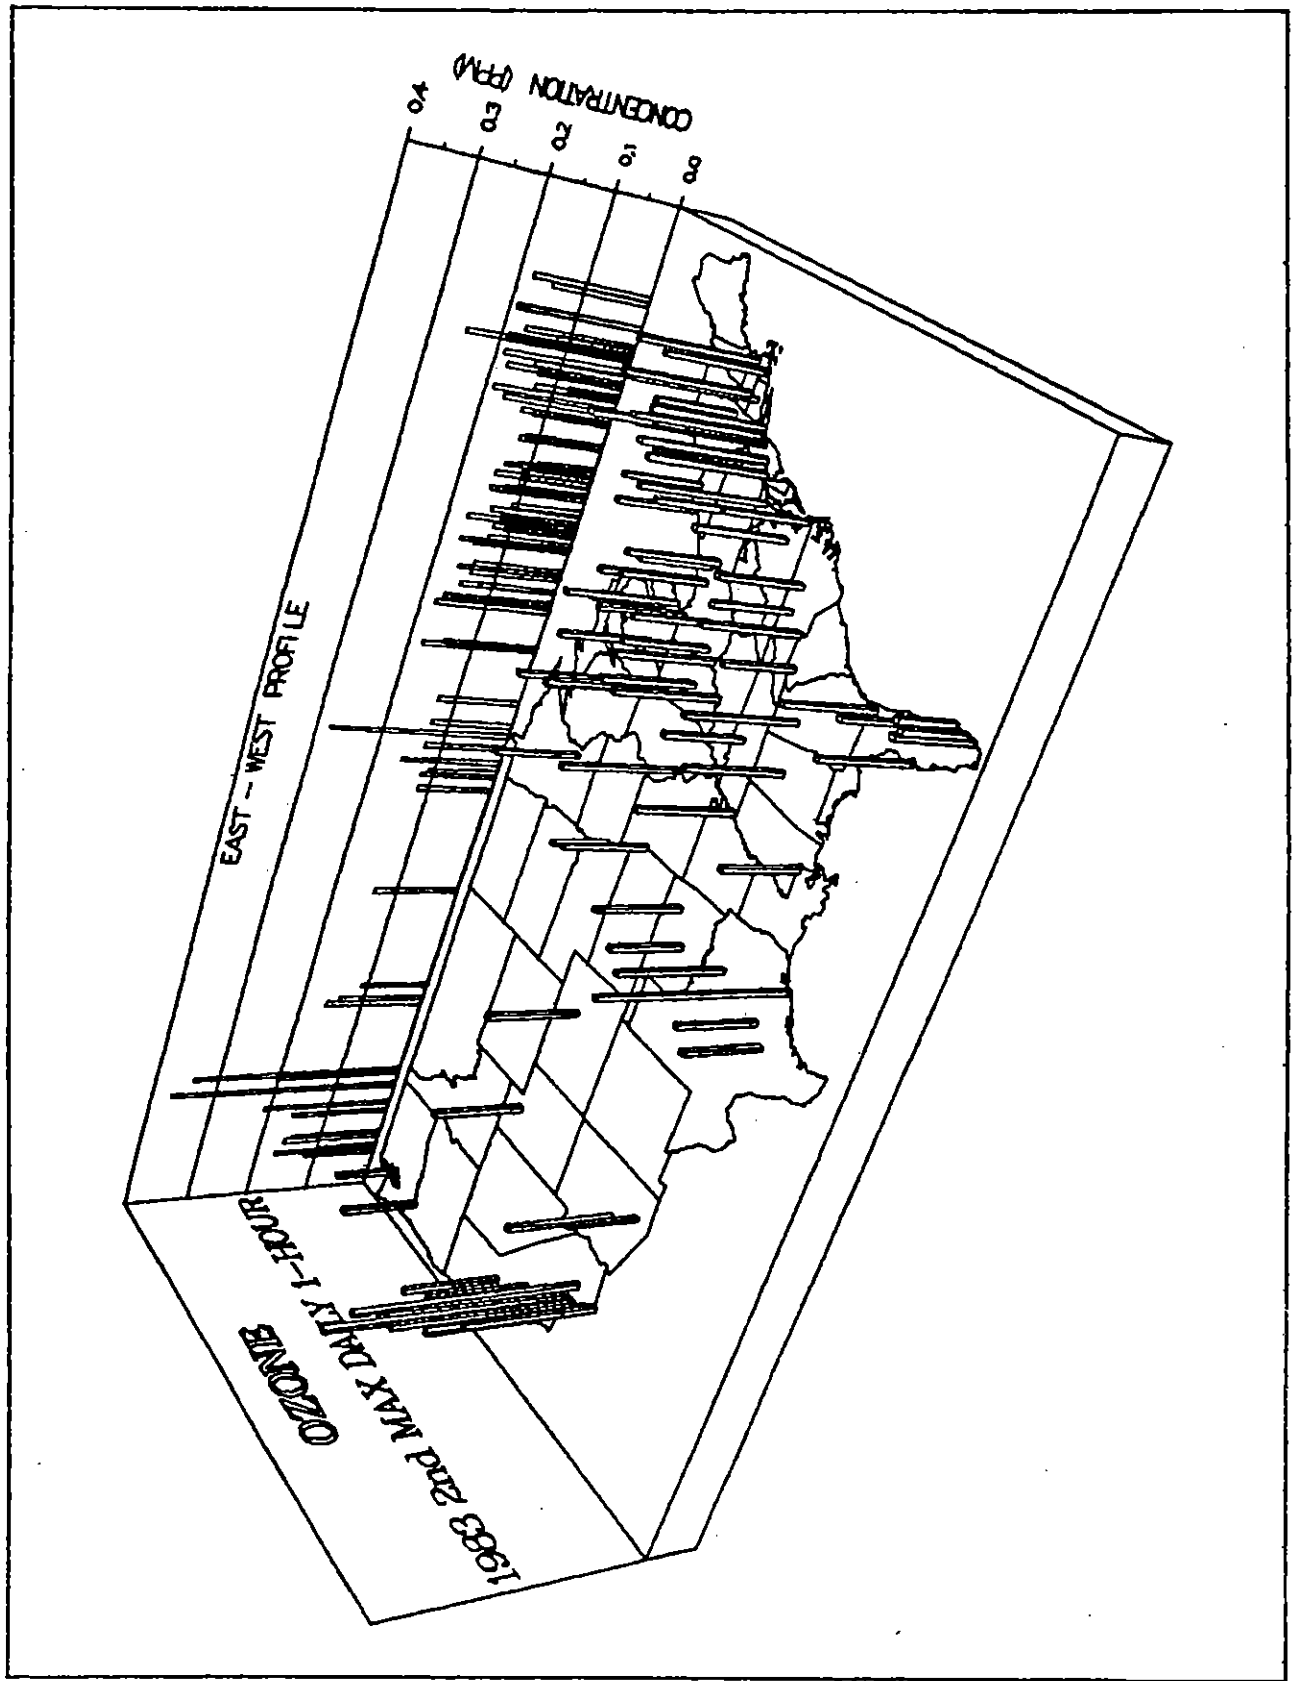 EAST - WEST PROFILE
CONCENTRATION (PPM)
0.4
0.3
0.2
0.1
0.0
OZONE
1983 2nd MAX DAILY 1-HOUR